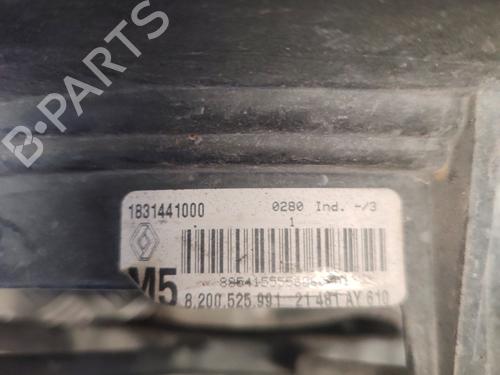 B-PARTS
1831441000 0280 Ind. -/3
1
M5
8.200.525.991 21 481 AY 610